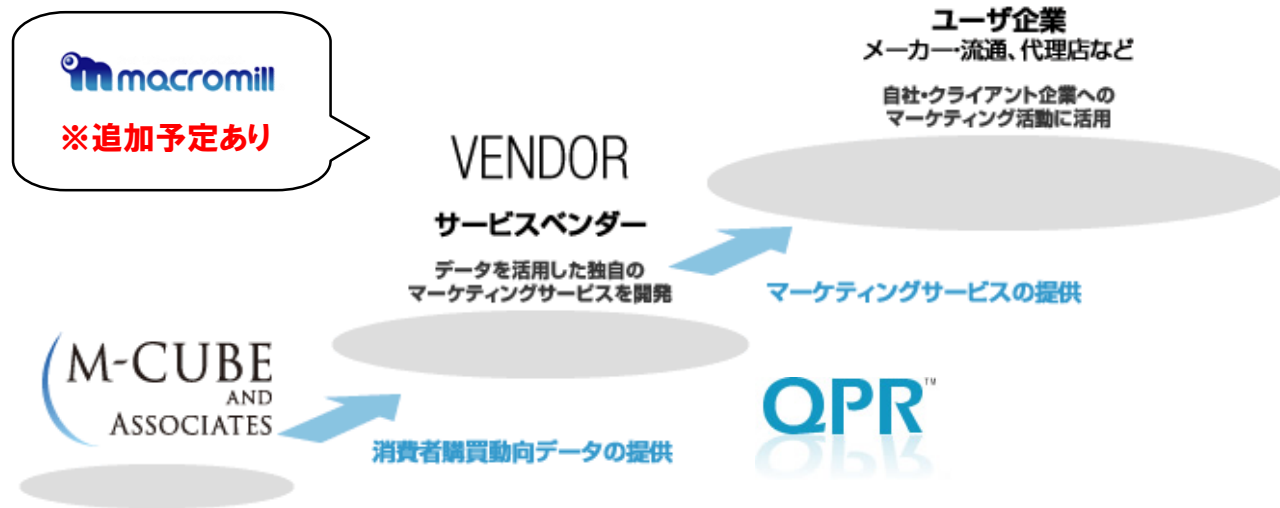 macromill
※追加予定あり
ユーザ企業
メーカー・流通、代理店など
自社・クライアント企業への
マーケティング活動に活用
VENDOR
サービスベンダー
データを活用した独自の
マーケティングサービスを開発
マーケティングサービスの提供
M-CUBE
AND
ASSOCIATES
消費者購買動向データの提供
QPR™